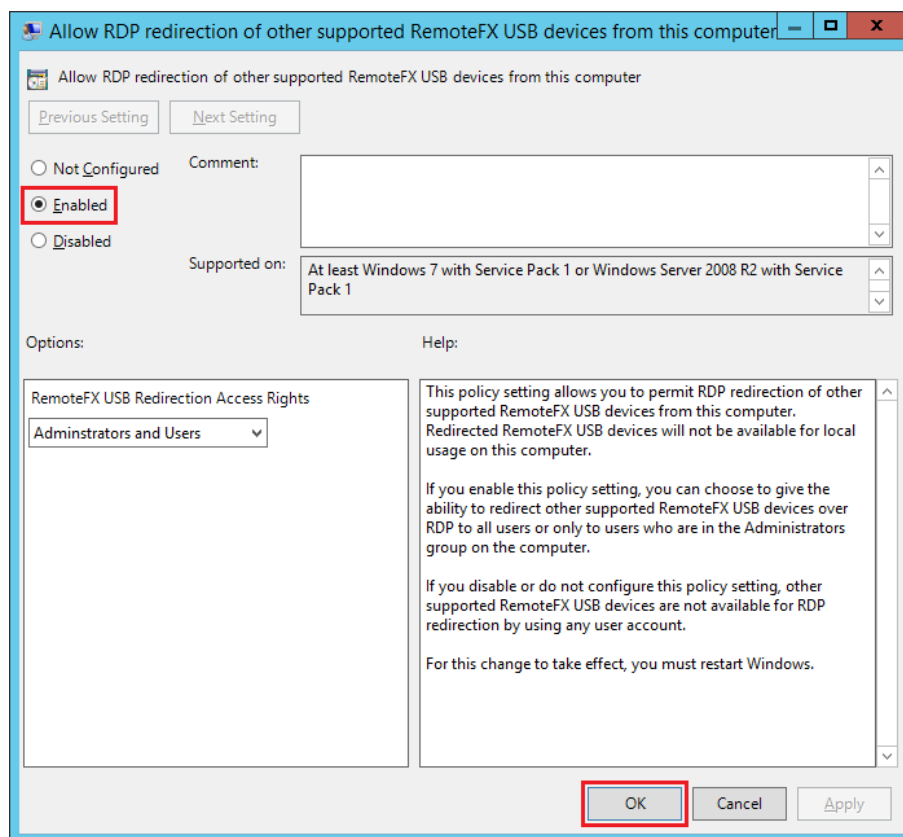 Allow RDP redirection of other supported RemoteFX USB devices from this computer
Allow RDP redirection of other supported RemoteFX USB devices from this computer
Previous Setting
Next Setting
Not Configured
Comment:
Enabled
Disabled
Supported on:
At least Windows 7 with Service Pack 1 or Windows Server 2008 R2 with Service
Pack 1
Options:
Help:
RemoteFX USB Redirection Access Rights
Adminstrators and Users
This policy setting allows you to permit RDP redirection of other
supported RemoteFX USB devices from this computer.
Redirected RemoteFX USB devices will not be available for local
usage on this computer.
If you enable this policy setting, you can choose to give the
ability to redirect other supported RemoteFX USB devices over
RDP to all users or only to users who are in the Administrators
group on the computer.
If you disable or do not configure this policy setting, other
supported RemoteFX USB devices are not available for RDP
redirection by using any user account.
For this change to take effect, you must restart Windows.
OK
Cancel
Apply